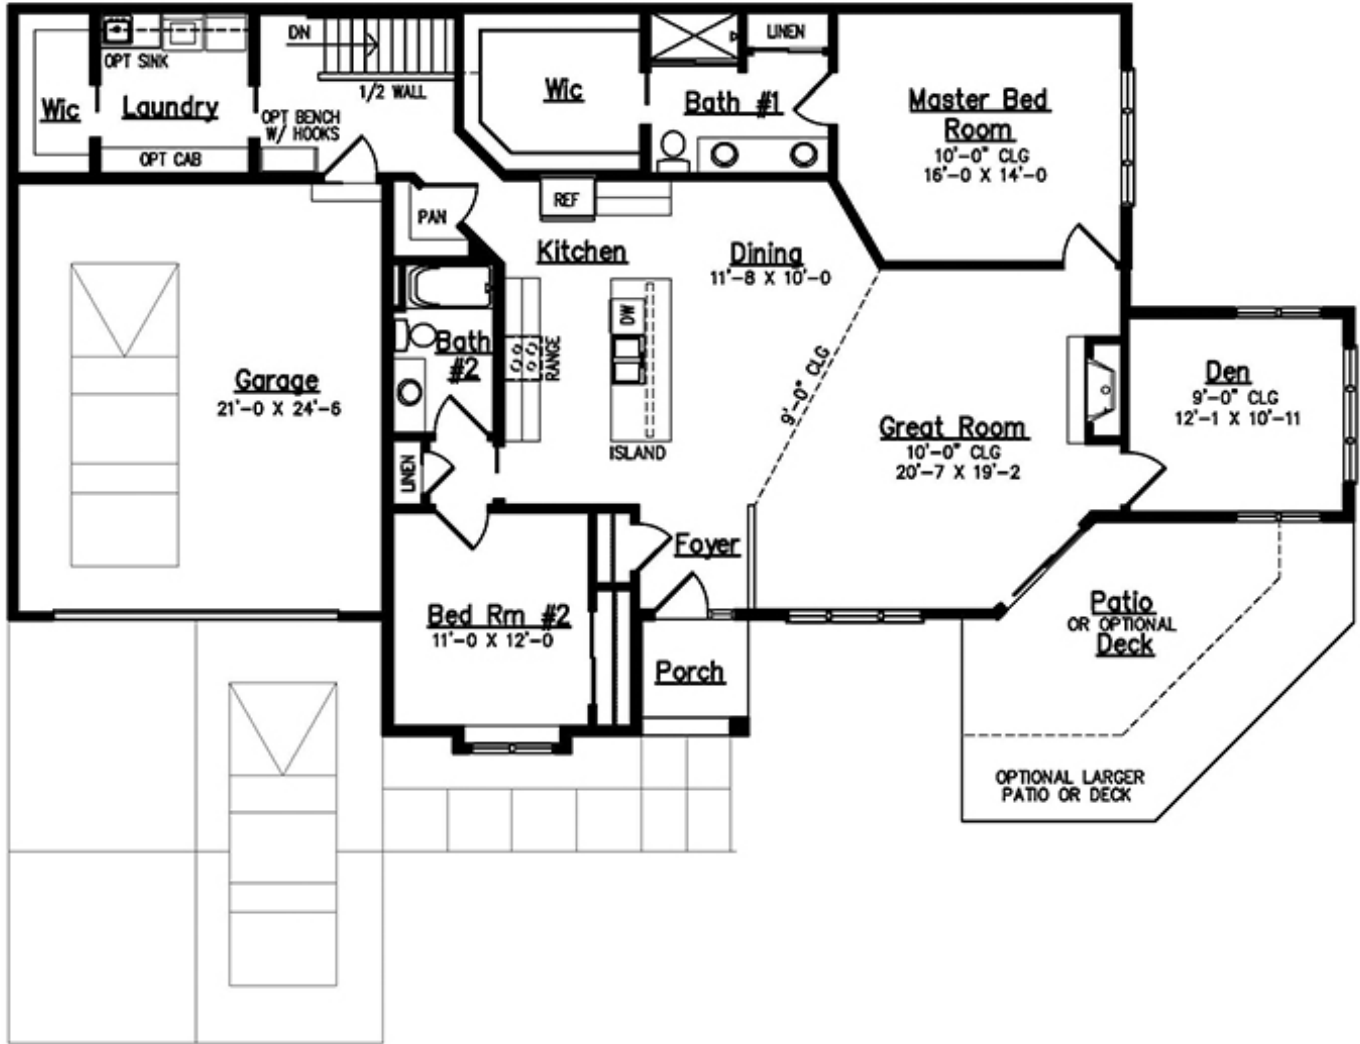 DN
LINEN
OPT SINK
1/2 WALL
Wic
Laundry
OPT BENCH
W/ HOOKS
OPT CAB
Wic
Bath #1
Master Bed
Room
10'-0" CLG
16'-0 X 14'-0
REF
PAN
Kitchen
Dining
11'-8 X 10'-0
DW
Bath
#2
RANGE
9'-0" CLG
Garage
21'-0 X 24'-6
Den
9'-0" CLG
12'-1 X 10'-11
Great Room
10'-0" CLG
20'-7 X 19'-2
ISLAND
LINEN
Foyer
Bed Rm #2
11'-0 X 12'-0
Patio
OR OPTIONAL
Deck
Porch
OPTIONAL LARGER
PATIO OR DECK